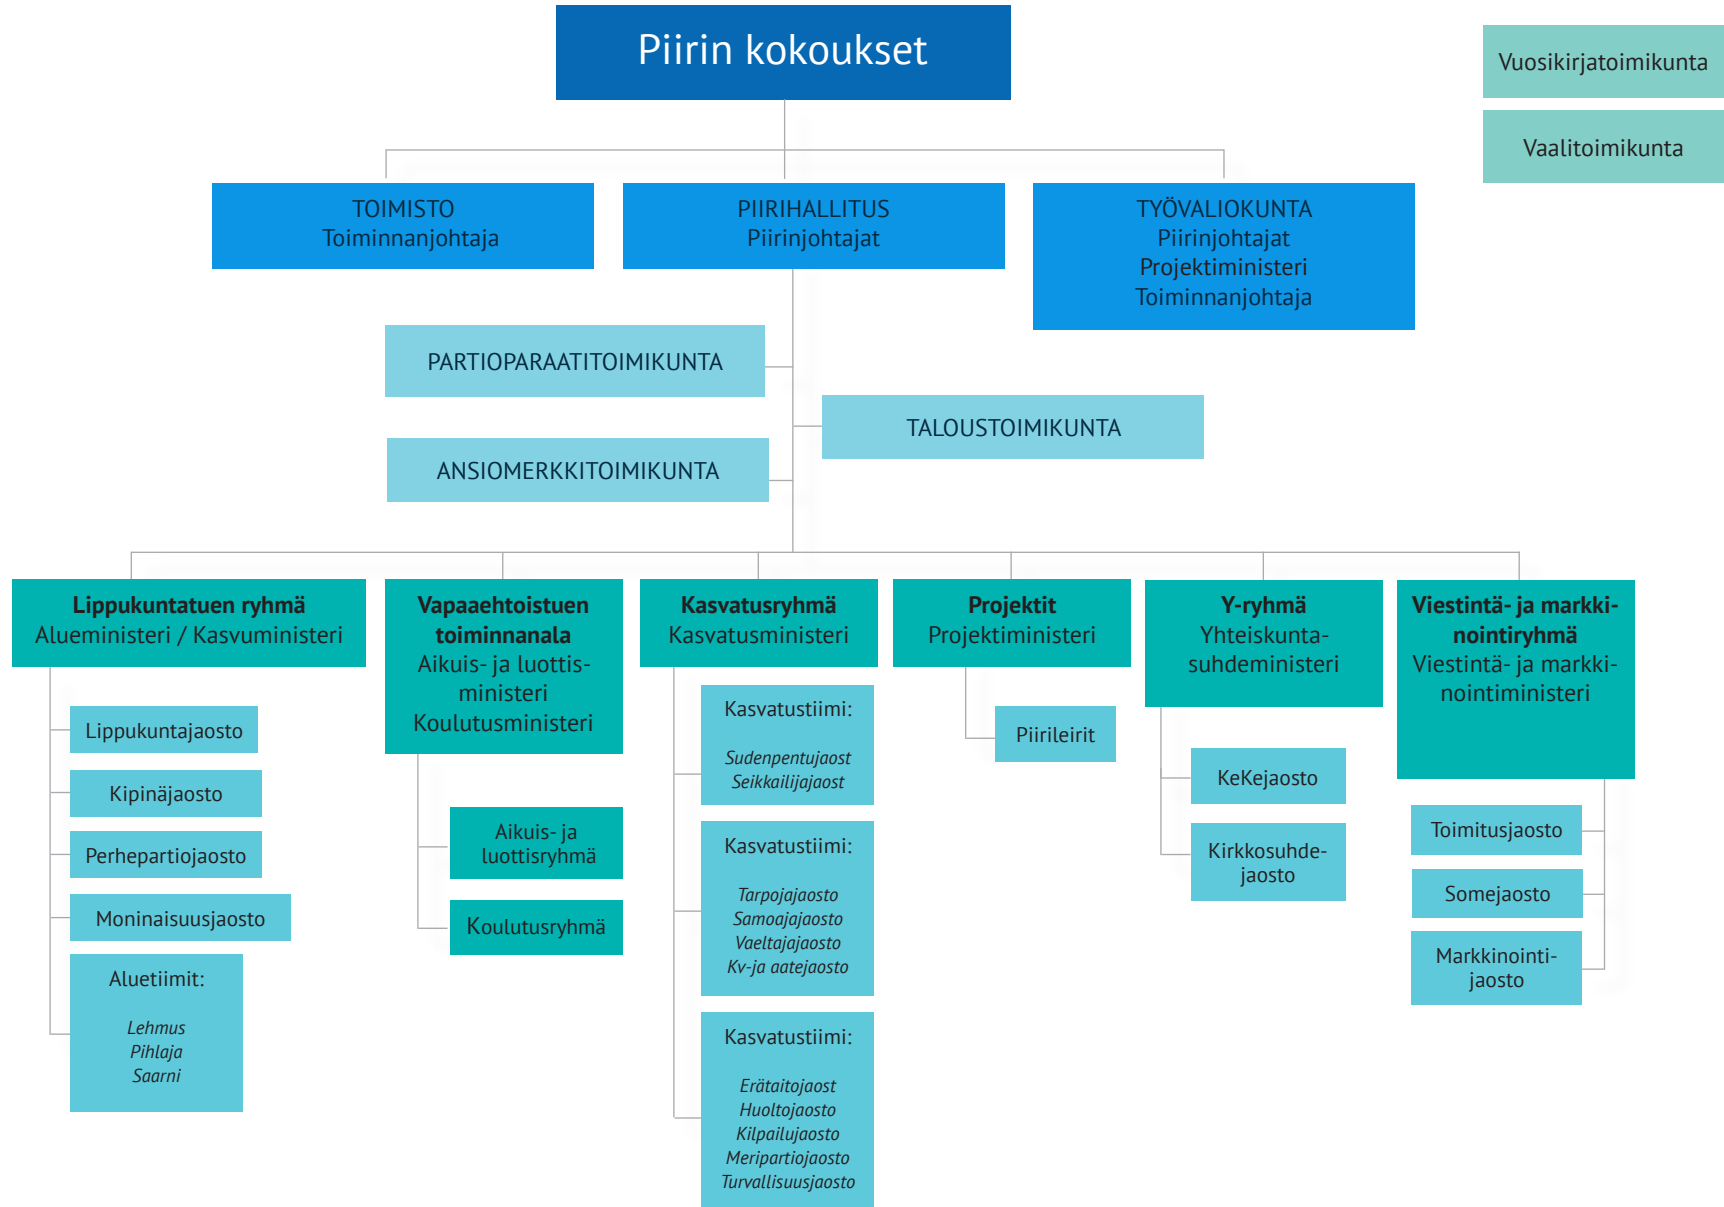 Piirin kokoukset
Vuosikirjatoimikunta
Vaalitoimikunta
TOIMISTO
Toiminnanjohtaja
PIIRIHALLITUS
Piirinjohtajat
TYÖVALIOKUNTA
Piirinjohtajat
Projektiministeri
Toiminnanjohtaja
PARTIOPARAATITOIMIKUNTA
TALOUSTOIMIKUNTA
ANSIOMERKKITOIMIKUNTA
Lippukuntatuen ryhmä
Alueministeri / Kasvuministeri
Lippukuntajaosto
Kipinäjaosto
Perhepartiojaosto
Moninaisuusjaosto
Aluetiimit:
Lehmus
Pihlaja
Saarni
Vapaaehtoistuen
toiminnanala
Aikuis- ja luottis-
ministeri
Koulutusministeri
Aikuis- ja
luottisryhmä
Koulutusryhmä
Kasvatusryhmä
Kasvatusministeri
Kasvatustiimi:
Sudenpentujaost
Seikkailijajaost
Kasvatustiimi:
Tarpojajaosto
Samoajajaosto
Vaeltajajaosto
Kv-ja aatejaosto
Kasvatustiimi:
Erätaitojaost
Huoltojaosto
Kilpailujaosto
Meripartiojaosto
Turvallisuusjaosto
Projektit
Projektiministeri
Piirileirit
Y-ryhmä
Yhteiskunta-
suhdeministeri
KeKejaosto
Kirkkosuhde-
jaosto
Viestintä- ja markki-
nointiryhmä
Viestintä- ja markki-
nointiministeri
Toimitusjaosto
Somejaosto
Markkinointi-
jaosto